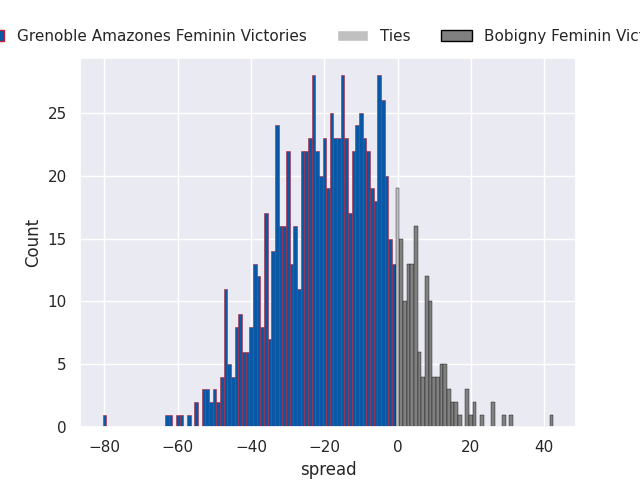 Grenoble Amazones Feminin Victories Ties Bobigny Feminin
25
20
15
10
5
0
Count
−80 −60 −40 −20 0 20 40
spread